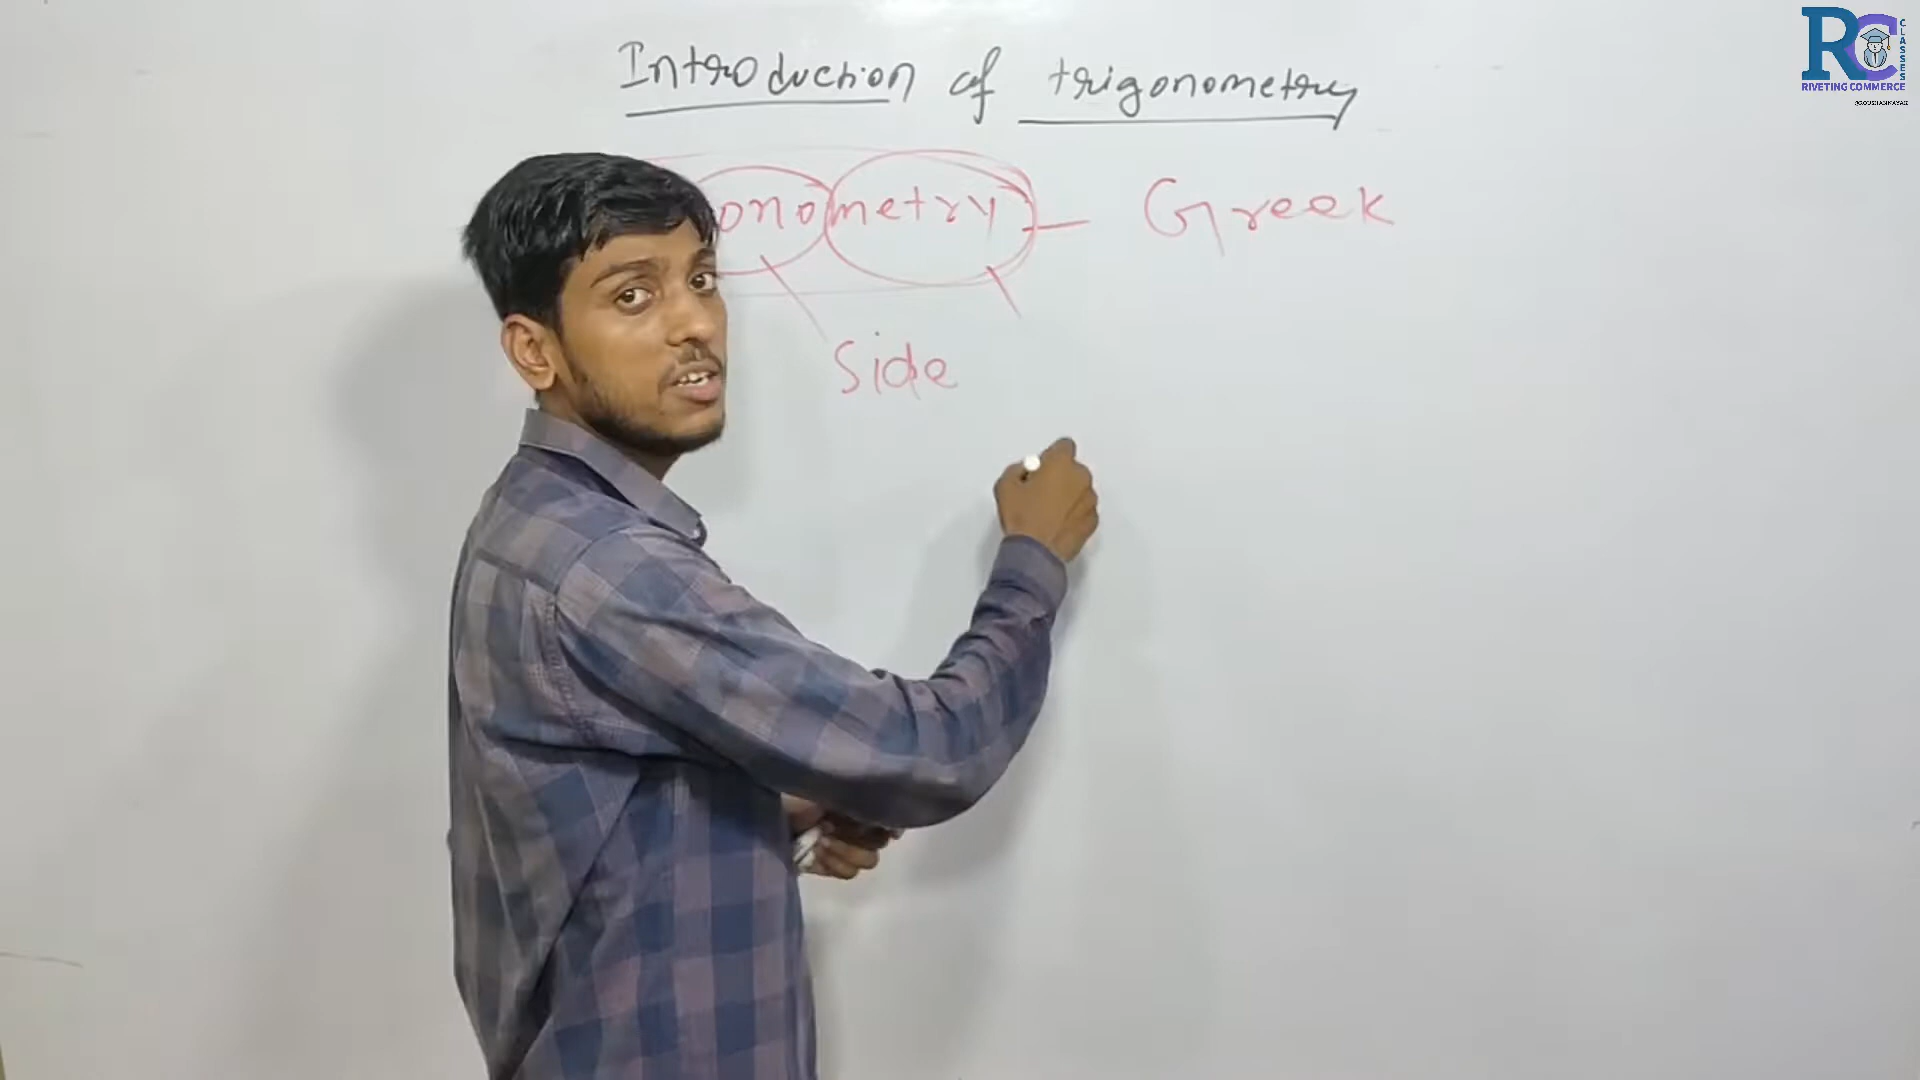 Introduction of trigonometry
onometry - Greek
Side
RC CLASSES
RIVETING COMMERCE